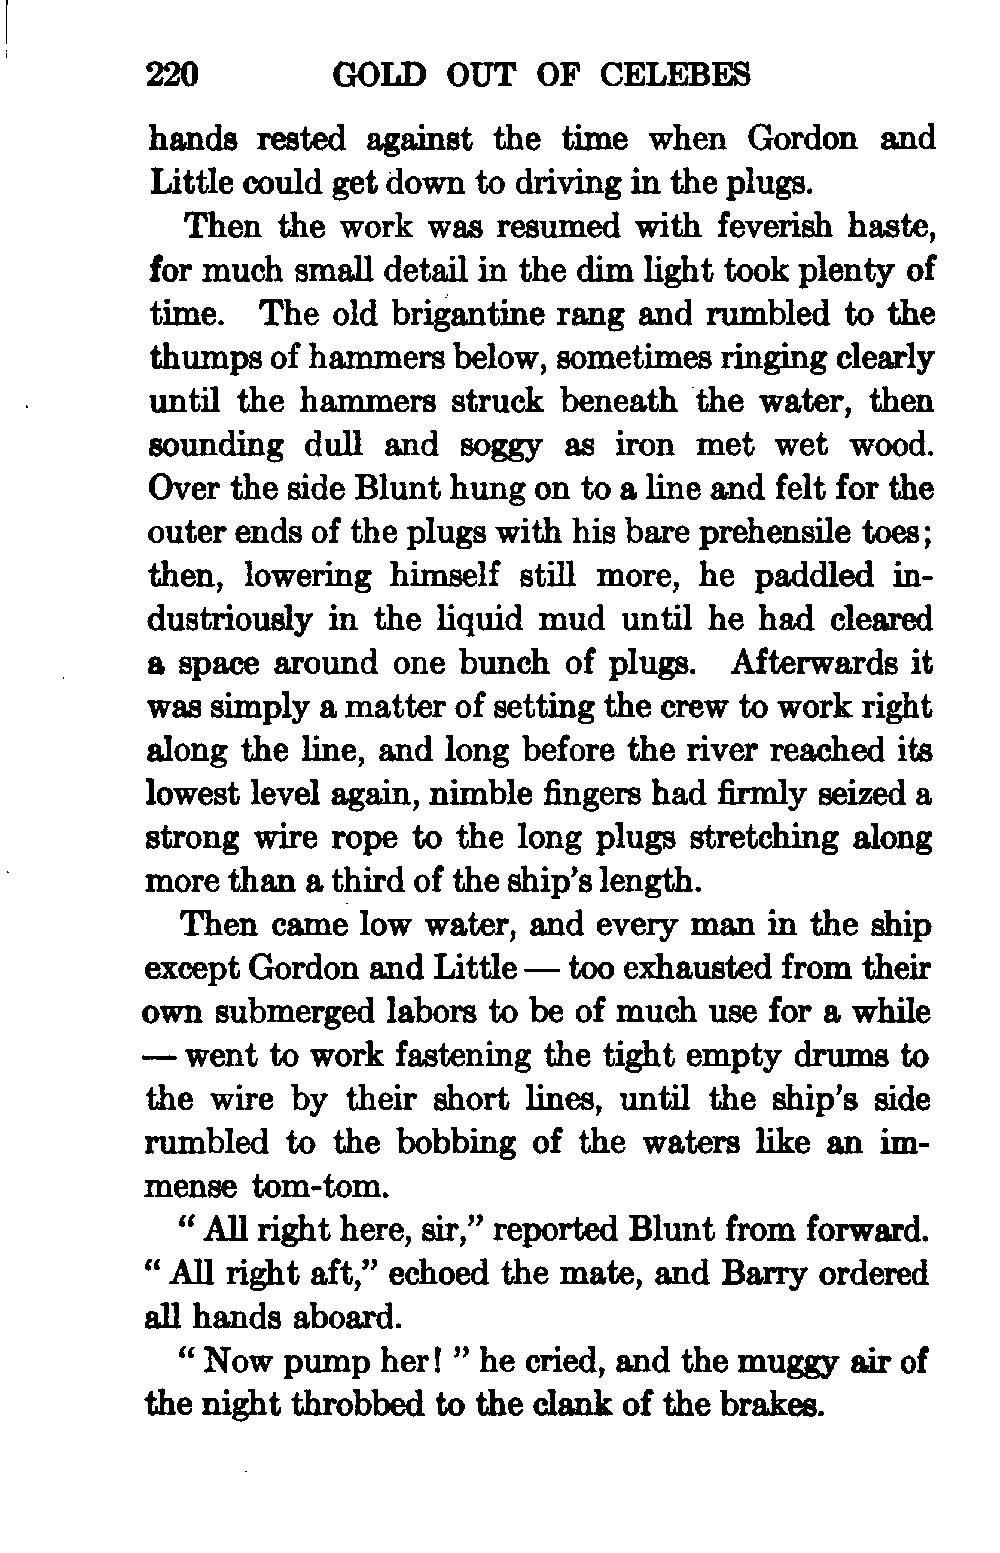 220 GOLD OUT OF CELEBES
hands rested against the time when Gordon and
Little could get down to driving in the plugs.
Then the work was resumed with feverish haste,
for much small detail in the dim light took plenty of
time. The old brigantine rang and rumbled to the
thumps of hammers below, sometimes ringing clearly
until the hammers struck beneath the water, then
sounding dull and soggy as iron met wet wood.
Over the side Blunt hung on to a line and felt for the
outer ends of the plugs with his bare prehensile toes;
then, lowering himself still more, he paddled in-
dustriously in the liquid mud until he had cleared
a space around one bunch of plugs. Afterwards it
was simply a matter of setting the crew to work right
along the line, and long before the river reached its
lowest level again, nimble fingers had firmly seized a
strong wire rope to the long plugs stretching along
more than a third of the ship's length.
Then came low water, and every man in the ship
except Gordon and Little — too exhausted from their
own submerged labors to be of much use for a while
— went to work fastening the tight empty drums to
the wire by their short lines, until the ship's side
rumbled to the bobbing of the waters like an im-
mense tom-tom.
“ All right here, sir,” reported Blunt from forward.
“ All right aft,” echoed the mate, and Barry ordered
all hands aboard.
“ Now pump her! ” he cried, and the muggy air of
the night throbbed to the clank of the brakes.